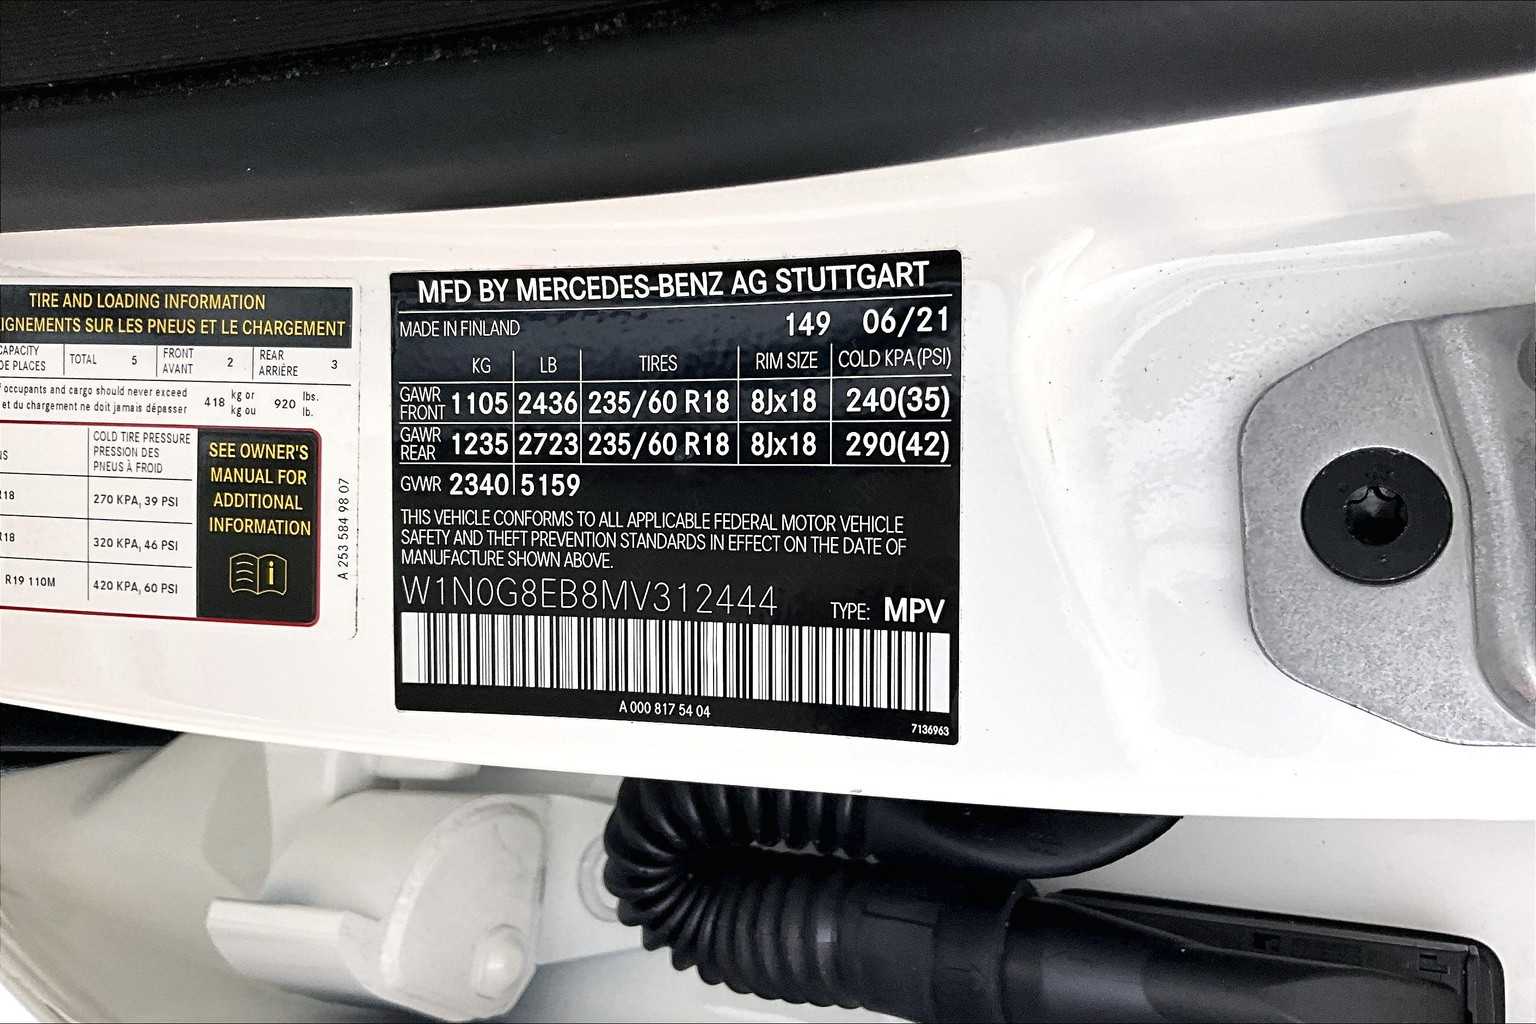 TIRE AND LOADING INFORMATION
IGNEMENTS SUR LES PNEUS ET LE CHARGEMENT
CAPACITY
DE PLACES
TOTAL 5
FRONT
AVANT
2
REAR
ARRIÈRE
3
occupants and cargo should never exceed
et du chargement ne doit jamais dépasser
418 kg or
kg ou
920 lbs.
lb.
COLD TIRE PRESSURE
PRESSION DES
PNEUS À FROID
R18 270 KPA, 39 PSI
R18 320 KPA, 46 PSI
R19 110M 420 KPA, 60 PSI
SEE OWNER'S
MANUAL FOR
ADDITIONAL
INFORMATION
i
A 253 584 98 07
MFD BY MERCEDES-BENZ AG STUTTGART
MADE IN FINLAND 149 06/21
KG LB TIRES RIM SIZE COLD KPA (PSI)
GAWR
FRONT
1105 2436 235/60 R18 8Jx18 240(35)
GAWR
REAR
1235 2723 235/60 R18 8Jx18 290(42)
GVWR 2340 5159
THIS VEHICLE CONFORMS TO ALL APPLICABLE FEDERAL MOTOR VEHICLE
SAFETY AND THEFT PREVENTION STANDARDS IN EFFECT ON THE DATE OF
MANUFACTURE SHOWN ABOVE.
W1N0G8EB8MV312444
TYPE: MPV
A 000 817 54 04
7136963